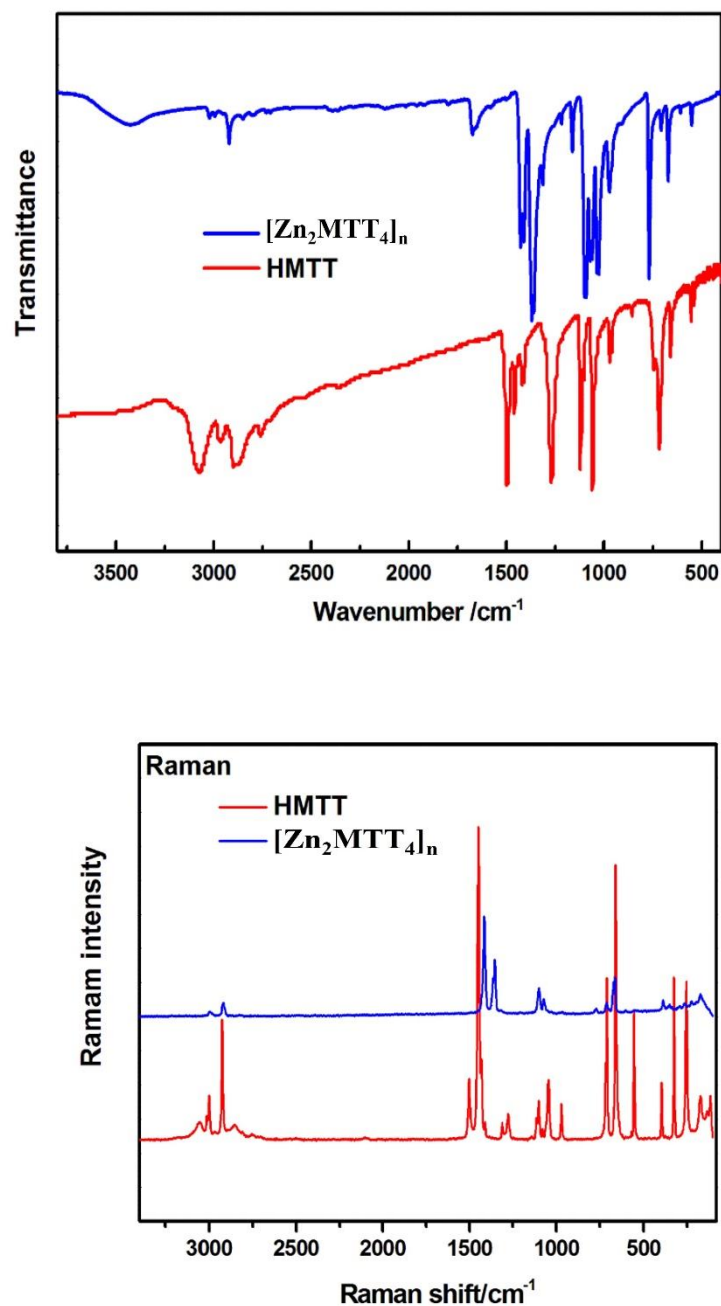 Transmittance
[Zn₂MTT₄]ₙ
HMTT
3500 3000 2500 2000 1500 1000 500
Wavenumber /cm⁻¹
Raman
HMTT
[Zn₂MTT₄]ₙ
Ramam intensity
3000 2500 2000 1500 1000 500
Raman shift/cm⁻¹